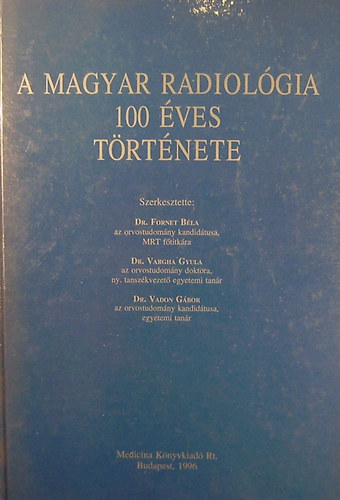 A MAGYAR RADIOLÓGIA
100 ÉVES
TÖRTÉNETE
Szerkesztette:
DR. FORNET BÉLA
az orvostudomány kandidátusa,
MRT főtitkára
DR. VARGHA GYULA
az orvostudomány doktora,
ny. tanszékvezető egyetemi tanár
DR. VADON GÁBOR
az orvostudomány kandidátusa,
egyetemi tanár
Medicina Könyvkiadó Rt.
Budapest, 1996